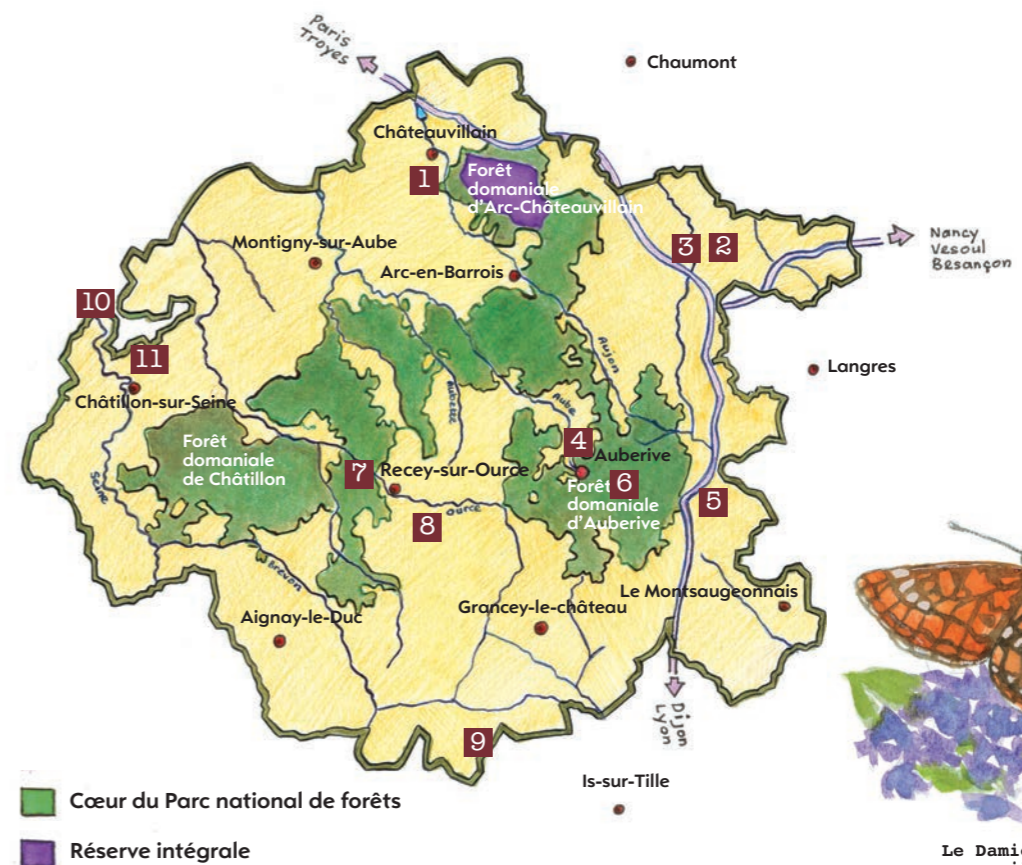 Paris
Troyes
Chaumont
Châteauvillain
1
Forêt
domaniale
d'Arc-Châteauvillain
Nancy
Vesoul
Besançon
3
2
Montigny-sur-Aube
Arc-en-Barrois
10
11
Châtillon-sur-Seine
Aujon
Langres
Aubette
Aube
4
Auberive
Forêt
domaniale
de Châtillon
7
Recey-sur-Ource
6
Forêt
domaniale
d'Auberive
5
Seine
8
Ource
Brevon
Aignay-le-Duc
Grancey-le-château
Le Montsaugeonnais
Dijon
Lyon
9
Is-sur-Tille
Cœur du Parc national de forêts
Réserve intégrale
Le Damie